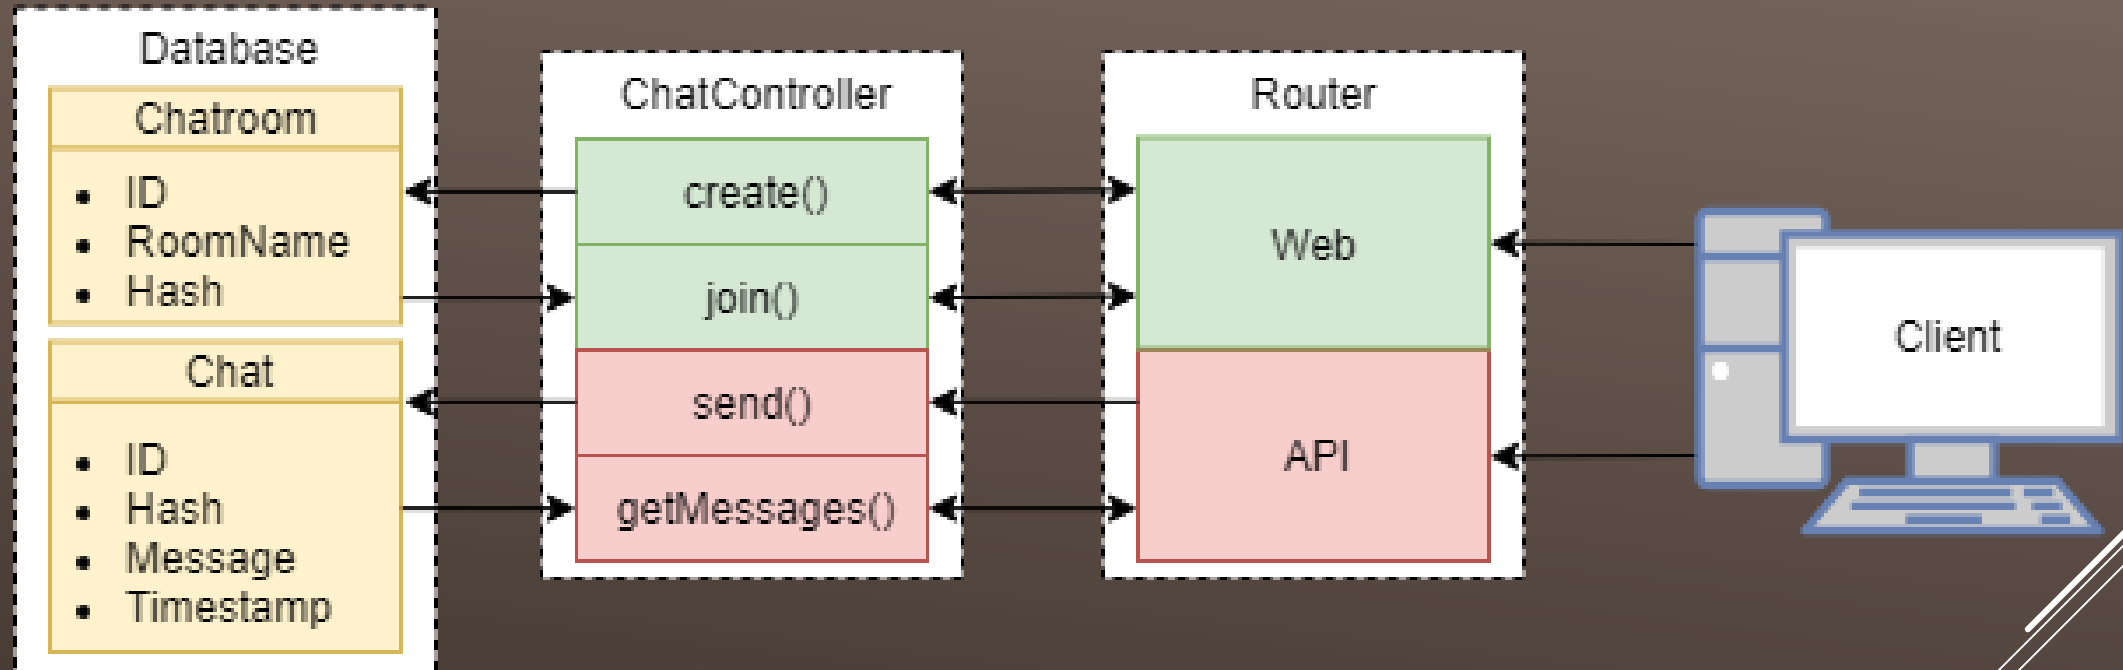 Database
Chatroom
• ID
• RoomName
• Hash
Chat
• ID
• Hash
• Message
• Timestamp
ChatController
create()
join()
send()
getMessages()
Router
Web
API
Client